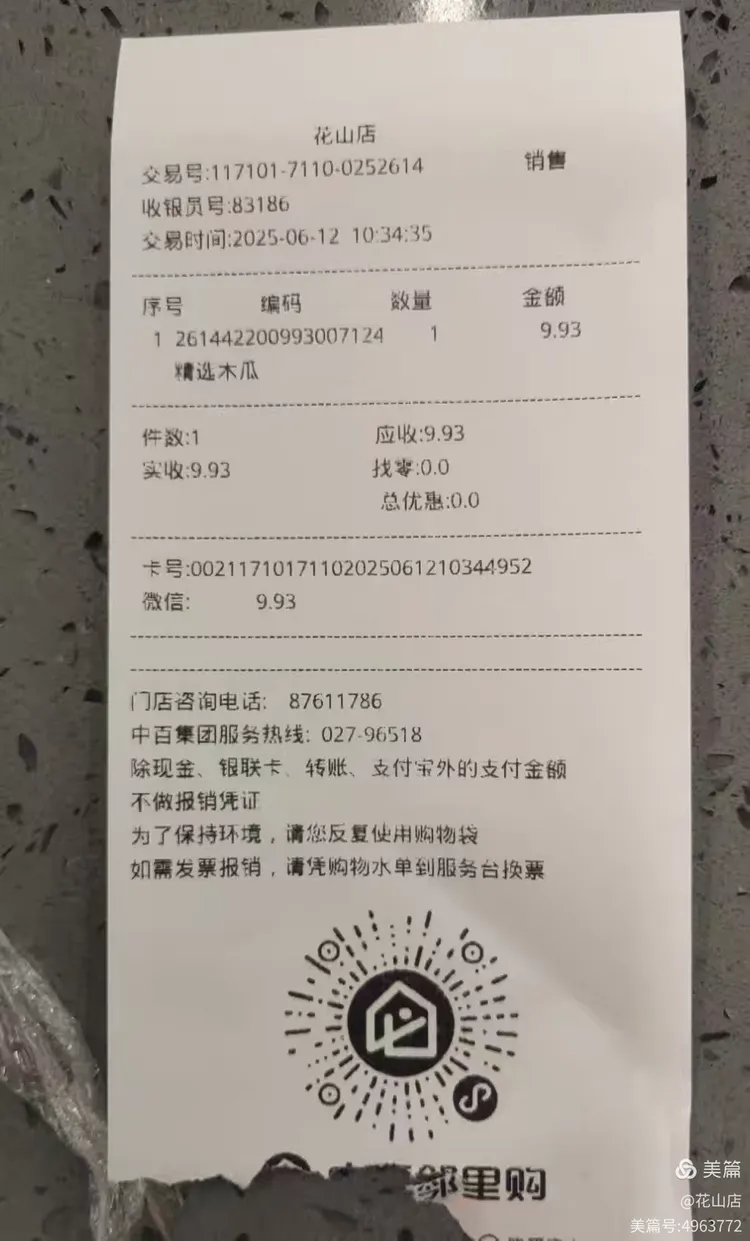 花山店
交易号:117101-7110-0252614 销售
收银员号:83186
交易时间:2025-06-12 10:34:35
序号 编码 数量 金额
1 261442200993007124 1 9.93
精选木瓜
件数:1 应收:9.93
实收:9.93 找零:0.0
总优惠:0.0
卡号:00211710171102025061210344952
微信: 9.93
门店咨询电话: 87611786
中百集团服务热线: 027-96518
除现金、银联卡、转账、支付宝外的支付金额
不做报销凭证
为了保持环境，请您反复使用购物袋
如需发票报销，请凭购物水单到服务台换票
邻里购
美篇
@花山店
美篇号:4963772